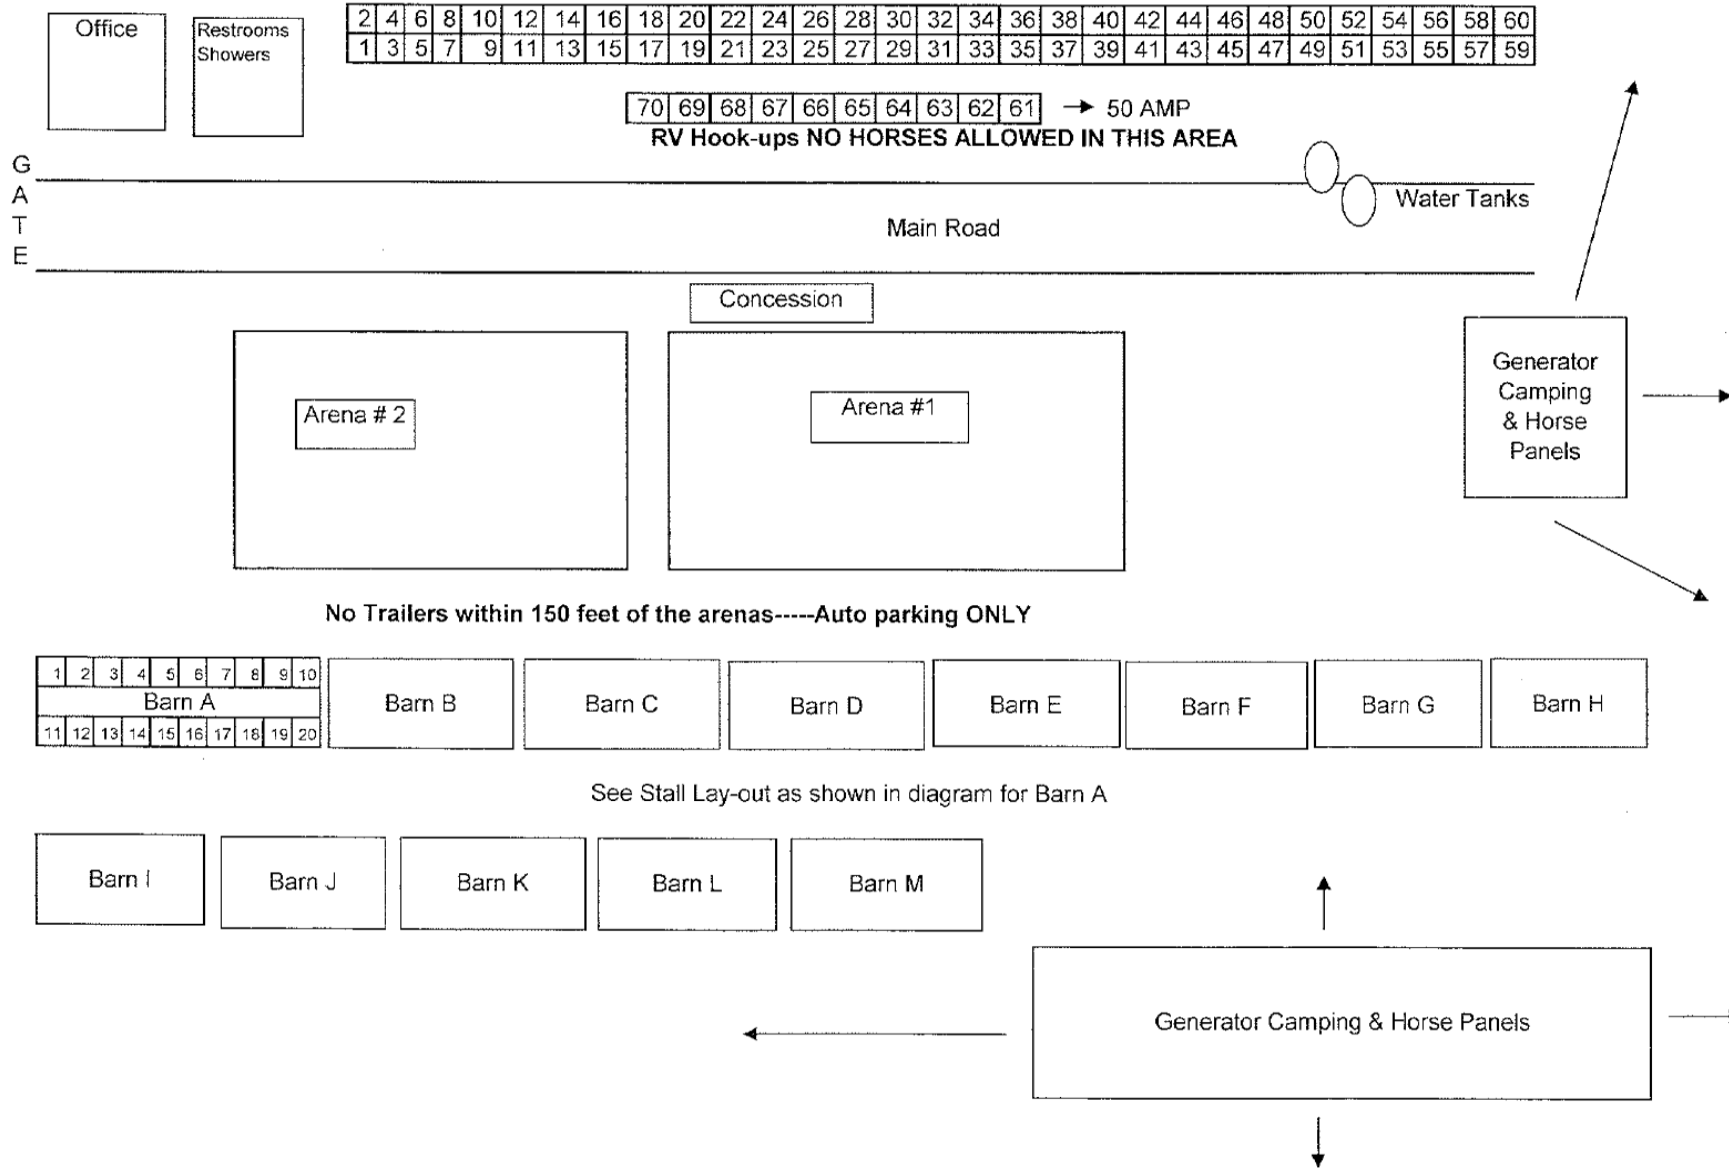 Office
Restrooms
Showers
2 4 6 8 10 12 14 16 18 20 22 24 26 28 30 32 34 36 38 40 42 44 46 48 50 52 54 56 58 60
1 3 5 7 9 11 13 15 17 19 21 23 25 27 29 31 33 35 37 39 41 43 45 47 49 51 53 55 57 59
70 69 68 67 66 65 64 63 62 61 → 50 AMP
RV Hook-ups NO HORSES ALLOWED IN THIS AREA
G
A
T
E
Water Tanks
Main Road
Concession
Arena # 2
Arena #1
Generator
Camping
& Horse
Panels
No Trailers within 150 feet of the arenas-----Auto parking ONLY
1 2 3 4 5 6 7 8 9 10
Barn A
11 12 13 14 15 16 17 18 19 20
Barn B
Barn C
Barn D
Barn E
Barn F
Barn G
Barn H
See Stall Lay-out as shown in diagram for Barn A
Barn I
Barn J
Barn K
Barn L
Barn M
Generator Camping & Horse Panels